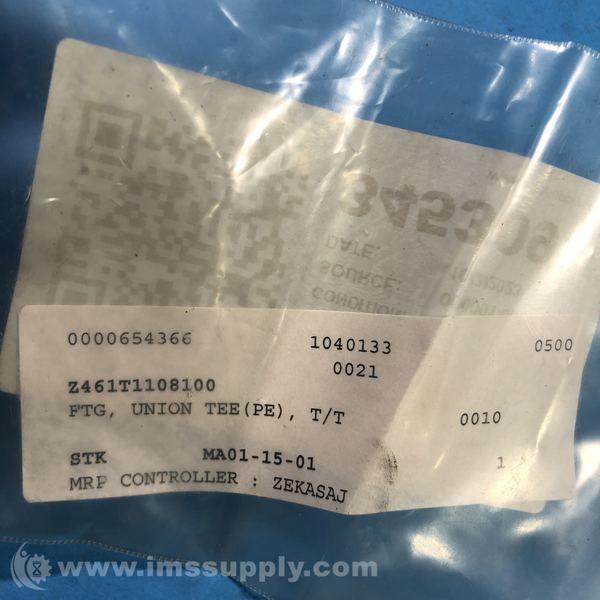 345309
DATE:
SOURCE:
CONDITION
0000654366 1040133 0500
0021
Z461T1108100
FTG, UNION TEE(PE), T/T 0010
STK MA01-15-01 1
MRP CONTROLLER : ZEKASAJ
www.imssupply.com